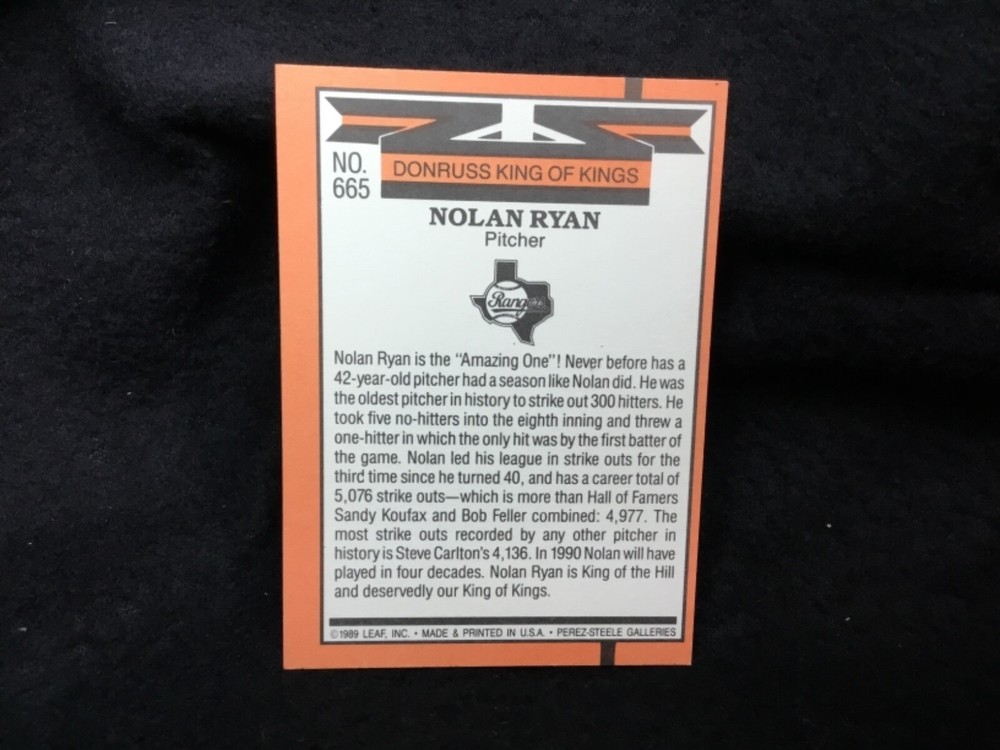 NO.
665
DONRUSS KING OF KINGS
NOLAN RYAN
Pitcher
Rangers
Nolan Ryan is the "Amazing One"! Never before has a
42-year-old pitcher had a season like Nolan did. He was
the oldest pitcher in history to strike out 300 hitters. He
took five no-hitters into the eighth inning and threw a
one-hitter in which the only hit was by the first batter of
the game. Nolan led his league in strike outs for the
third time since he turned 40, and has a career total of
5,076 strike outs—which is more than Hall of Famers
Sandy Koufax and Bob Feller combined: 4,977. The
most strike outs recorded by any other pitcher in
history is Steve Carlton's 4,136. In 1990 Nolan will have
played in four decades. Nolan Ryan is King of the Hill
and deservedly our King of Kings.
©1989 LEAF, INC. • MADE & PRINTED IN U.S.A. • PEREZ-STEELE GALLERIES